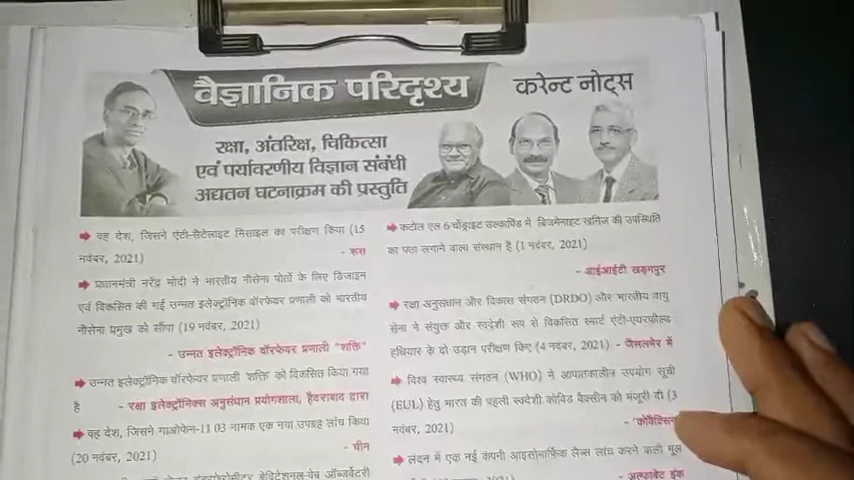 वैज्ञानिक परिदृश्य
करेन्ट नोट्स
रक्षा, अंतरिक्ष, चिकित्सा
एवं पर्यावरणीय विज्ञान संबंधी
अद्यतन घटनाक्रम की प्रस्तुति
वह देश, जिसने एंटी-सैटेलाइट मिसाइल का परीक्षण किया (15
नवंबर, 2021) - रूस
प्रधानमंत्री नरेंद्र मोदी ने भारतीय नौसेना पोतों के लिए डिजाइन
एवं विकसित की गई उन्नत इलेक्ट्रॉनिक वॉरफेयर प्रणाली को भारतीय
नौसेना प्रमुख को सौंपा (19 नवंबर, 2021)
- उन्नत इलेक्ट्रॉनिक वॉरफेयर प्रणाली "शक्ति"
उन्नत इलेक्ट्रॉनिक वॉरफेयर प्रणाली 'शक्ति' को विकसित किया गया
है - रक्षा इलेक्ट्रॉनिक्स अनुसंधान प्रयोगशाला, हैदराबाद द्वारा
वह देश, जिसने गाओफेन-11 03 नामक एक नया उपग्रह लांच किया
(20 नवंबर, 2021) - चीन
कटोल एल 6 चोंड्राइट उल्कापिंड में ब्रिजमेनाइट खनिज की उपस्थिति
का पता लगाने वाला संस्थान है (1 नवंबर, 2021)
- आईआईटी खड़गपुर
रक्षा अनुसंधान और विकास संगठन (DRDO) और भारतीय वायु
सेना ने संयुक्त और स्वदेशी रूप से विकसित स्मार्ट एंटी-एयरफील्ड
हथियार के दो उड़ान परीक्षण किए (4 नवंबर, 2021) - जैसलमेर में
विश्व स्वास्थ्य संगठन (WHO) ने आपातकालीन उपयोग सूची
(EUL) हेतु भारत की पहली स्वदेशी कोविड वैक्सीन को मंजूरी दी (3
नवंबर, 2021) - 'कोवैक्सिन
लंदन में एक नई कंपनी आइसोमॉर्फिक लैब्स लांच करने वाली मूल
- अल्फाबेट इंक